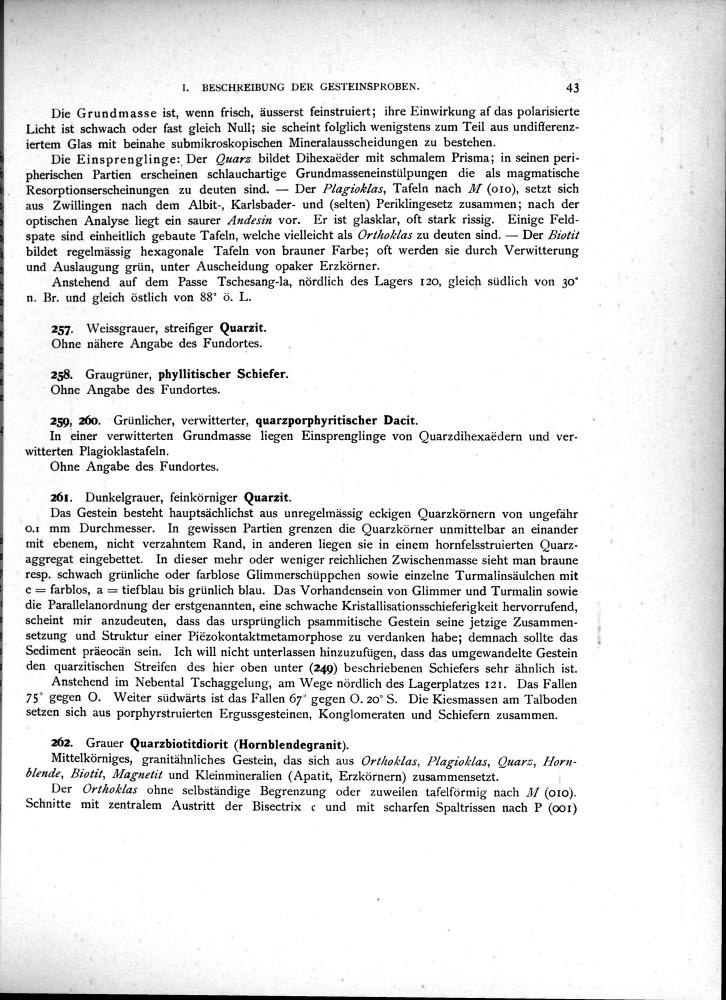 I. BESCHREIBUNG DER GESTEINSPROBEN. 43
Die Grundmasse ist, wenn frisch, äusserst feinstruiert; ihre Einwirkung af das polarisierte
Licht ist schwach oder fast gleich Null; sie scheint folglich wenigstens zum Teil aus undifferenz-
iertem Glas mit beinahe submikroskopischen Mineralausscheidungen zu bestehen.
Die Einsprenglinge: Der Quarz bildet Dihexaëder mit schmalem Prisma; in seinen peri-
pherischen Partien erscheinen schlauchartige Grundmasseneinstülpungen die als magmatische
Resorptionserscheinungen zu deuten sind. — Der Plagioklas, Tafeln nach M (010), setzt sich
aus Zwillingen nach dem Albit-, Karlsbader- und (selten) Periklingesetz zusammen; nach der
optischen Analyse liegt ein saurer Andesin vor. Er ist glasklar, oft stark rissig. Einige Feld-
spate sind einheitlich gebaute Tafeln, welche vielleicht als Orthoklas zu deuten sind. — Der Biotit
bildet regelmässig hexagonale Tafeln von brauner Farbe; oft werden sie durch Verwitterung
und Auslaugung grün, unter Auscheidung opaker Erzkörner.
Anstehend auf dem Passe Tschesang-la, nördlich des Lagers 120, gleich südlich von 30°
n. Br. und gleich östlich von 88° ö. L.
257. Weissgrauer, streifiger Quarzit.
Ohne nähere Angabe des Fundortes.
258. Graugrüner, phyllitischer Schiefer.
Ohne Angabe des Fundortes.
259, 260. Grünlicher, verwitterter, quarzporphyritischer Dacit.
In einer verwitterten Grundmasse liegen Einsprenglinge von Quarzdihexaëdern und ver-
witterten Plagioklastafeln.
Ohne Angabe des Fundortes.
261. Dunkelgrauer, feinkörniger Quarzit.
Das Gestein besteht hauptsächlichst aus unregelmässig eckigen Quarzkörnern von ungefähr
0.1 mm Durchmesser. In gewissen Partien grenzen die Quarzkörner unmittelbar an einander
mit ebenem, nicht verzahntem Rand, in anderen liegen sie in einem hornfelsstruierten Quarz-
aggregat eingebettet. In dieser mehr oder weniger reichlichen Zwischenmasse sieht man braune
resp. schwach grünliche oder farblose Glimmerschüppchen sowie einzelne Turmalinsäulchen mit
c = farblos, a = tiefblau bis grünlich blau. Das Vorhandensein von Glimmer und Turmalin sowie
die Parallelanordnung der erstgenannten, eine schwache Kristallisationsschieferigkeit hervorrufend,
scheint mir anzudeuten, dass das ursprünglich psammitische Gestein seine jetzige Zusammen-
setzung und Struktur einer Piëzokontaktmetamorphose zu verdanken habe; demnach sollte das
Sediment präeocän sein. Ich will nicht unterlassen hinzuzufügen, dass das umgewandelte Gestein
den quarzitischen Streifen des hier oben unter (249) beschriebenen Schiefers sehr ähnlich ist.
Anstehend im Nebental Tschaggelung, am Wege nördlich des Lagerplatzes 121. Das Fallen
75° gegen O. Weiter südwärts ist das Fallen 67° gegen O. 20° S. Die Kiesmassen am Talboden
setzen sich aus porphyrstruierten Ergussgesteinen, Konglomeraten und Schiefern zusammen.
262. Grauer Quarzbiotitdiorit (Hornblendegranit).
Mittelkörniges, granitähnliches Gestein, das sich aus Orthoklas, Plagioklas, Quarz, Horn-
blende, Biotit, Magnetit und Kleinmineralien (Apatit, Erzkörnern) zusammensetzt.
Der Orthoklas ohne selbständige Begrenzung oder zuweilen tafelförmig nach M (010).
Schnitte mit zentralem Austritt der Bisectrix c und mit scharfen Spaltrissen nach P (001)